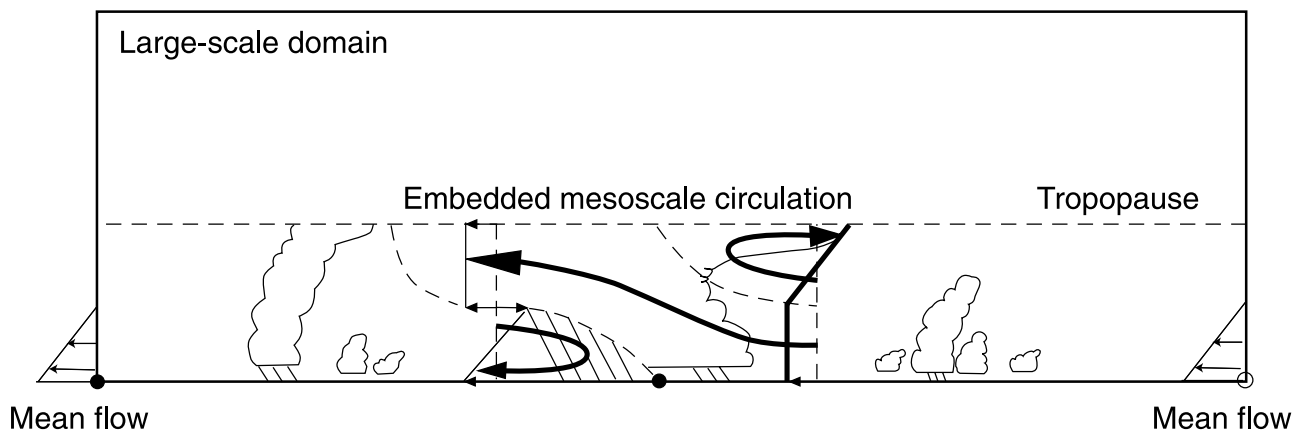 Large-scale domain
Embedded mesoscale circulation
Tropopause
Mean flow
Mean flow